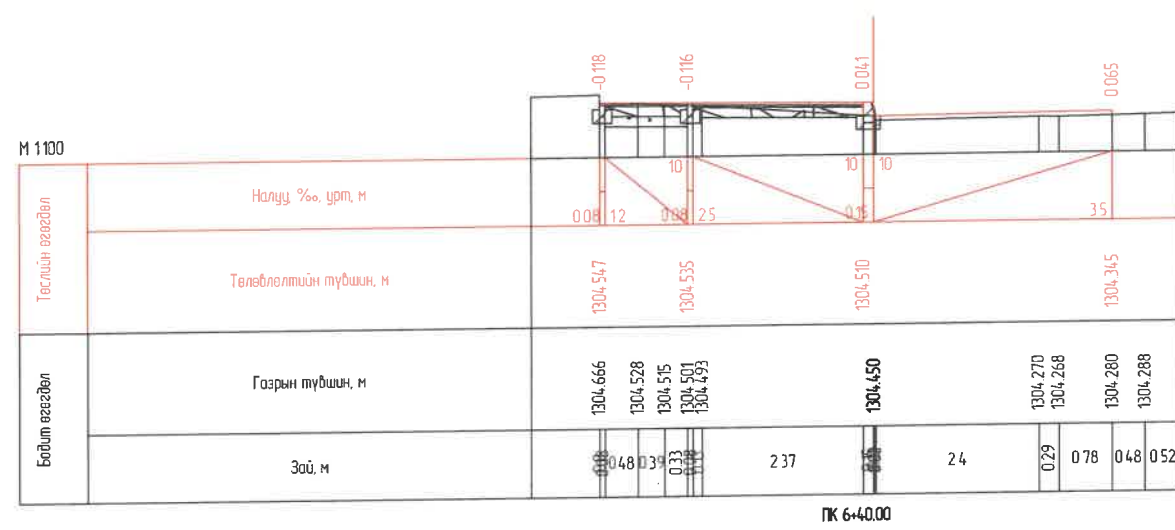 -0.118 -0.116 0.041 0.065
М 1:100
Төслийн өгөгдөл
Налуу, ‰, урт, м
10 10 10
0.08 12 0.08 25 0.15 35
Төлөвлөлтийн түвшин, м
1304.547 1304.535 1304.510 1304.345
Бодит өгөгдөл
Газрын түвшин, м
1304.666 1304.528 1304.515 1304.501 1304.493 1304.450 1304.270 1304.268 1304.280 1304.288
Зай, м
0.08 0.48 0.39 0.33 0.08 2.37 2.4 0.29 0.78 0.48 0.52
ПК 6+40.00